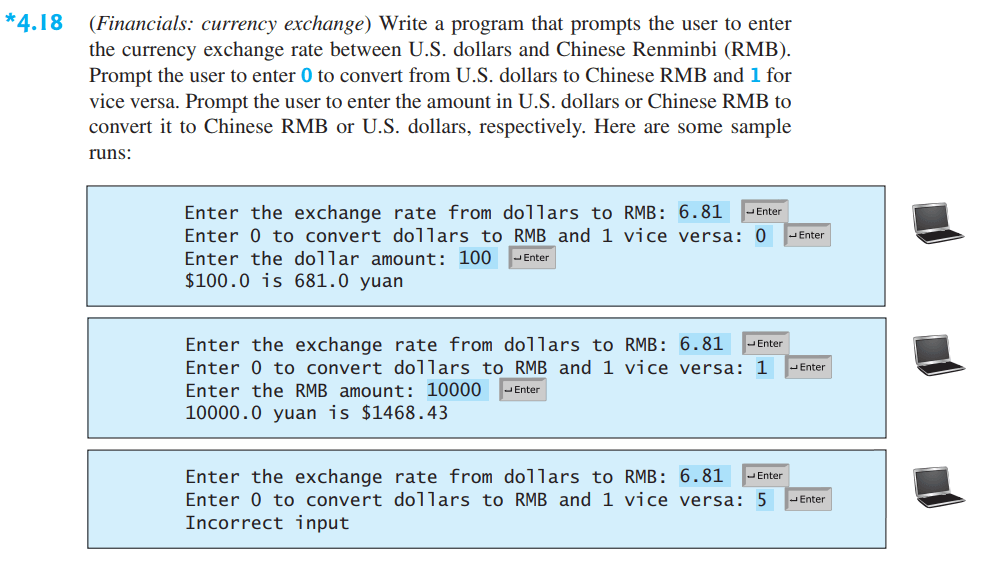 *4.18 (Financials: currency exchange) Write a program that prompts the user to enter
the currency exchange rate between U.S. dollars and Chinese Renminbi (RMB).
Prompt the user to enter 0 to convert from U.S. dollars to Chinese RMB and 1 for
vice versa. Prompt the user to enter the amount in U.S. dollars or Chinese RMB to
convert it to Chinese RMB or U.S. dollars, respectively. Here are some sample
runs:
Enter the exchange rate from dollars to RMB: 6.81 ↵Enter
Enter 0 to convert dollars to RMB and 1 vice versa: 0 ↵Enter
Enter the dollar amount: 100 ↵Enter
$100.0 is 681.0 yuan
Enter the exchange rate from dollars to RMB: 6.81 ↵Enter
Enter 0 to convert dollars to RMB and 1 vice versa: 1 ↵Enter
Enter the RMB amount: 10000 ↵Enter
10000.0 yuan is $1468.43
Enter the exchange rate from dollars to RMB: 6.81 ↵Enter
Enter 0 to convert dollars to RMB and 1 vice versa: 5 ↵Enter
Incorrect input